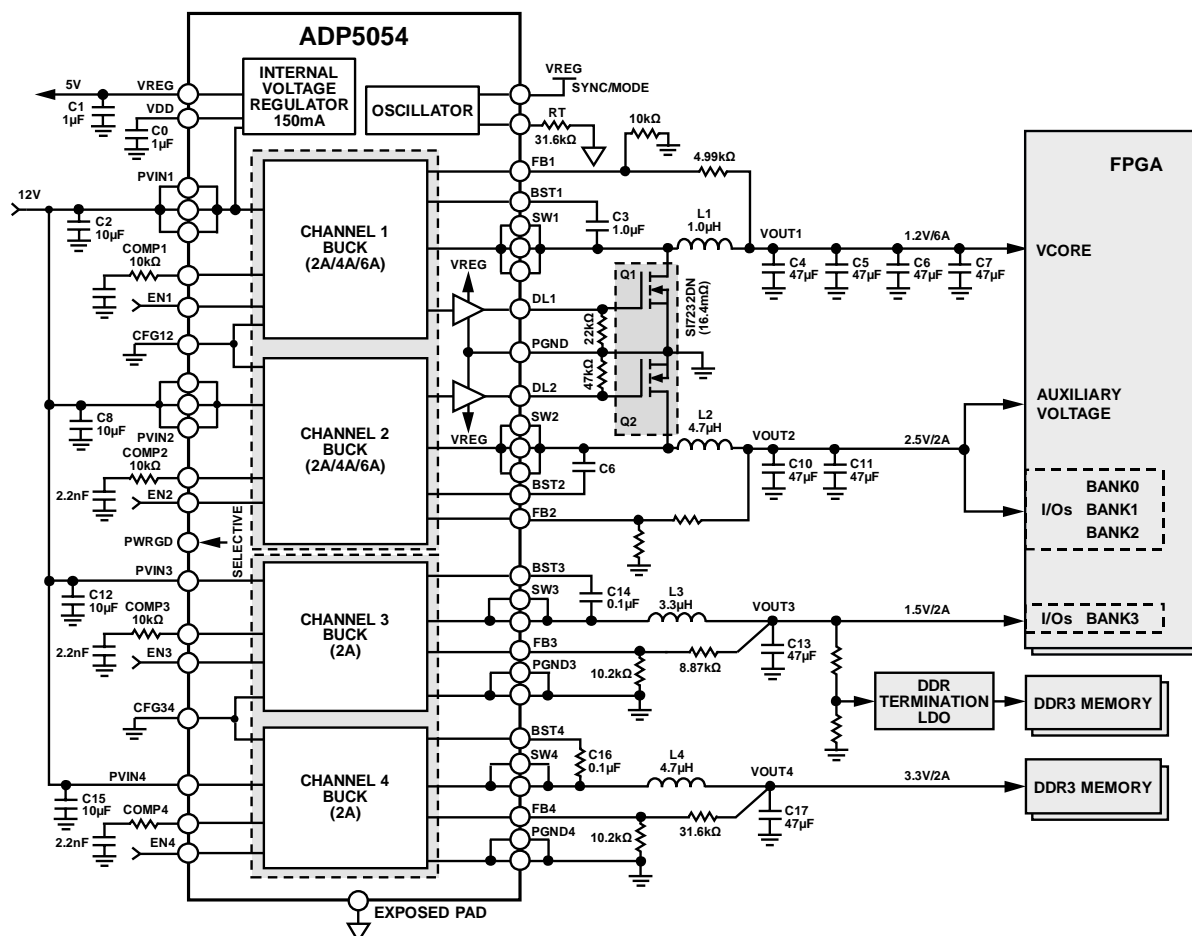 ADP5054
5V
VREG
VDD
C1
1µF
C0
1µF
INTERNAL
VOLTAGE
REGULATOR
150mA
OSCILLATOR
VREG
SYNC/MODE
RT
31.6kΩ
10kΩ
4.99kΩ
FB1
BST1
SW1
C3
1.0µF
L1
1.0µH
VOUT1
1.2V/6A
C4
47µF
C5
47µF
C6
47µF
C7
47µF
FPGA
VCORE
12V
PVIN1
C2
10µF
COMP1
10kΩ
EN1
CFG12
CHANNEL 1
BUCK
(2A/4A/6A)
VREG
DL1
PGND
DL2
VREG
22kΩ
47kΩ
Q1
Q2
SI7232DN
(16.4mΩ)
C8
10µF
PVIN2
COMP2
10kΩ
2.2nF
EN2
PWRGD
SELECTIVE
CHANNEL 2
BUCK
(2A/4A/6A)
SW2
C6
BST2
FB2
L2
4.7µH
VOUT2
2.5V/2A
C10
47µF
C11
47µF
AUXILIARY
VOLTAGE
BANK0
I/Os BANK1
BANK2
PVIN3
C12
10µF
COMP3
10kΩ
2.2nF
EN3
CFG34
CHANNEL 3
BUCK
(2A)
BST3
SW3
C14
0.1µF
L3
3.3µH
VOUT3
1.5V/2A
I/Os BANK3
FB3
8.87kΩ
10.2kΩ
C13
47µF
PGND3
DDR
TERMINATION
LDO
DDR3 MEMORY
PVIN4
C15
10µF
COMP4
2.2nF
EN4
CHANNEL 4
BUCK
(2A)
BST4
SW4
C16
0.1µF
L4
4.7µH
VOUT4
3.3V/2A
DDR3 MEMORY
FB4
31.6kΩ
10.2kΩ
C17
47µF
PGND4
EXPOSED PAD